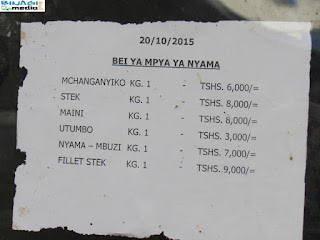 BINAGI
media
20/10/2015
BEI YA MPYA YA NYAMA
MCHANGANYIKO KG. 1 - TSHS. 6,000/=
STEK KG. 1 - TSHS. 8,000/=
MAINI KG. 1 - TSHS. 8,000/=
UTUMBO KG. 1 - TSHS. 3,000/=
NYAMA – MBUZI KG. 1 - TSHS. 7,000/=
FILLET STEK KG. 1 - TSHS. 9,000/=